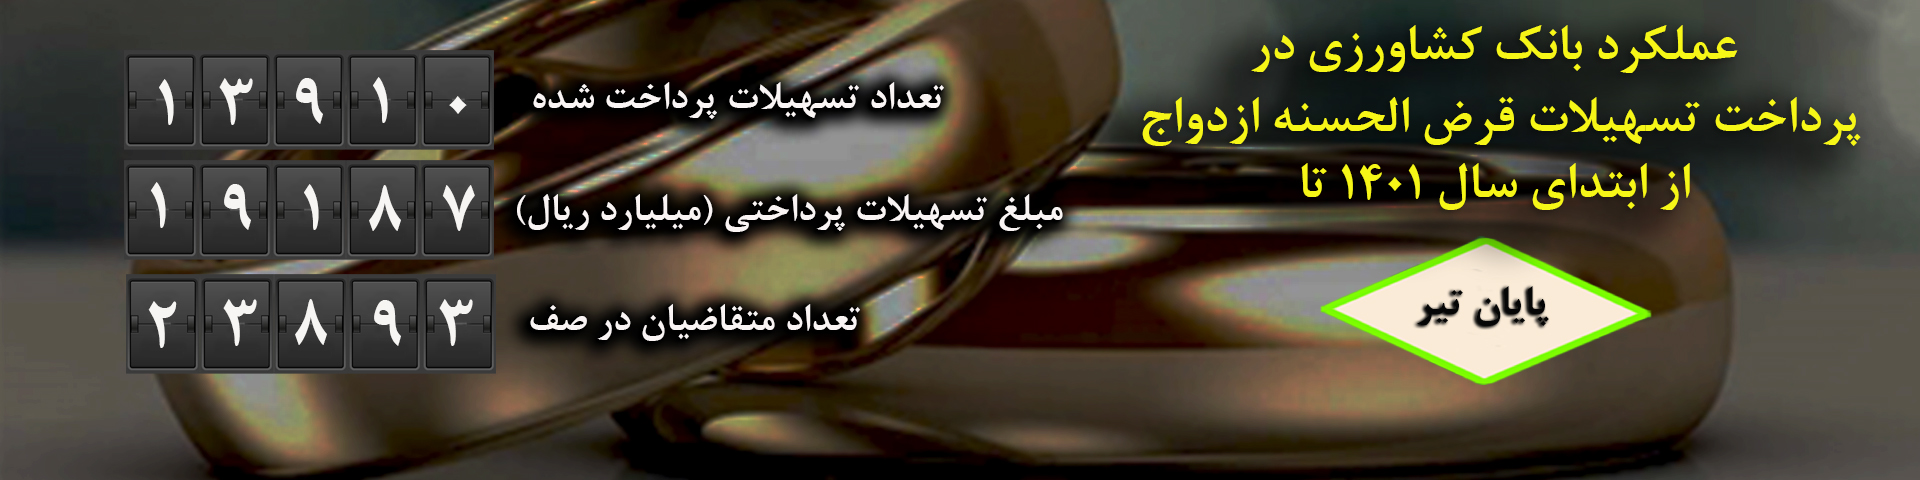 عملکرد بانک کشاورزی در
پرداخت تسهیلات قرض الحسنه ازدواج
از ابتدای سال ۱۴۰۱ تا
پایان تیر
تعداد تسهیلات پرداخت شده
۱۳۹۱۰
مبلغ تسهیلات پرداختی (میلیارد ریال)
۱۹۱۸۷
تعداد متقاضیان در صف
۲۳۸۹۳